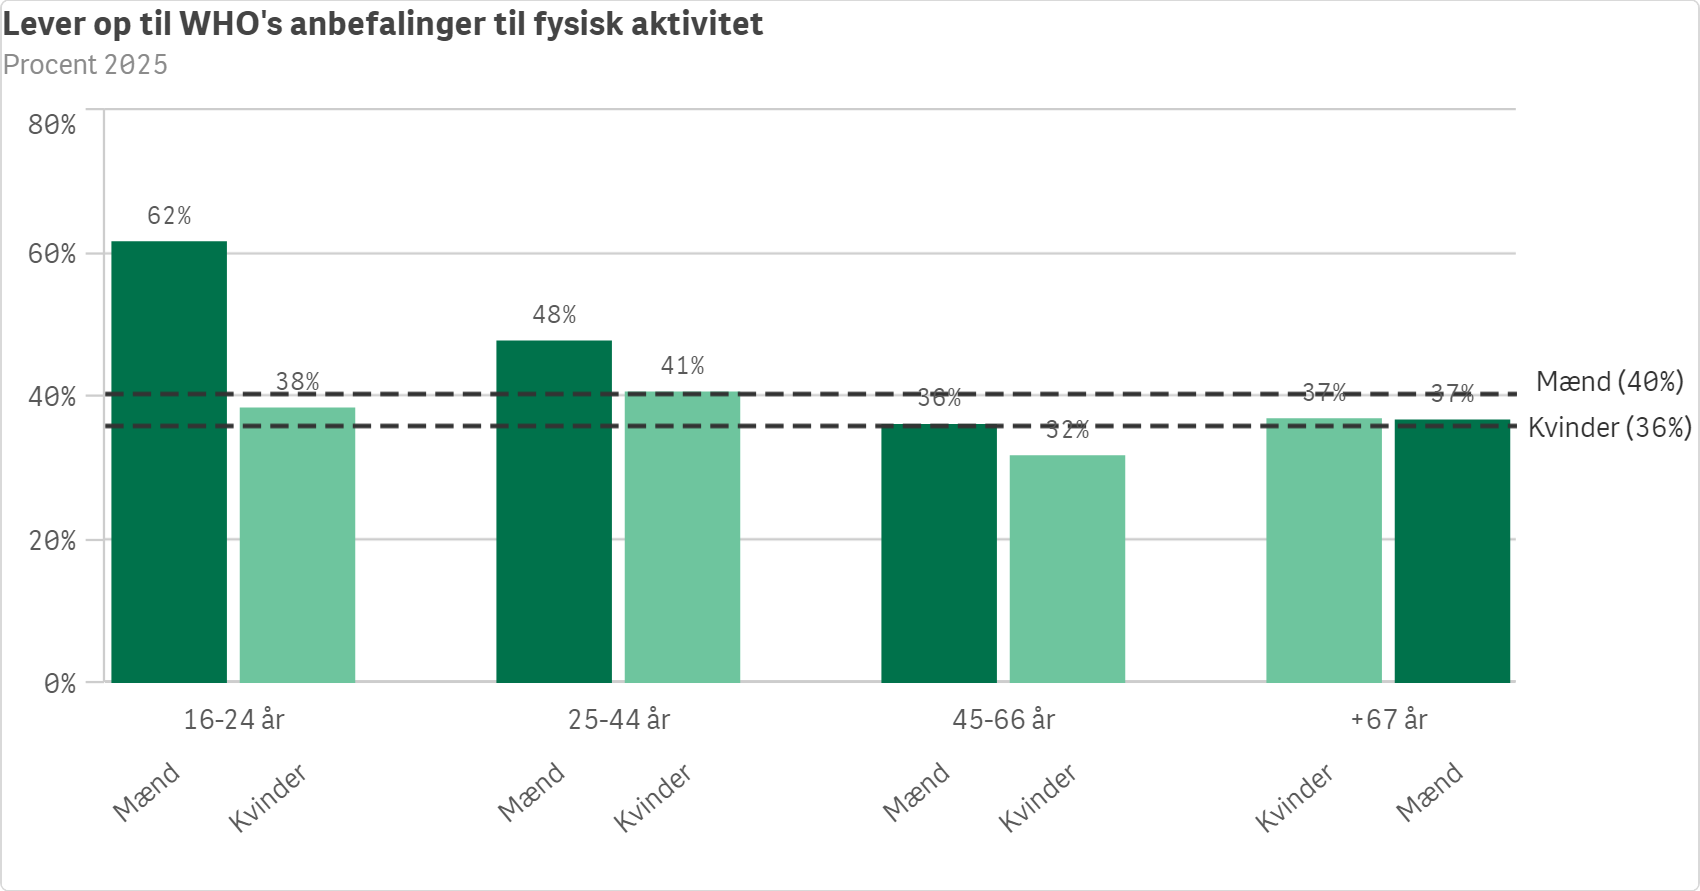 Lever op til WHO's anbefalinger til fysisk aktivitet
Procent 2025
80%
60%
40%
20%
0%
62%
38%
48%
41%
36%
32%
37%
37%
Mænd (40%)
Kvinder (36%)
16-24 år
25-44 år
45-66 år
+67 år
Mænd
Kvinder
Mænd
Kvinder
Mænd
Kvinder
Kvinder
Mænd